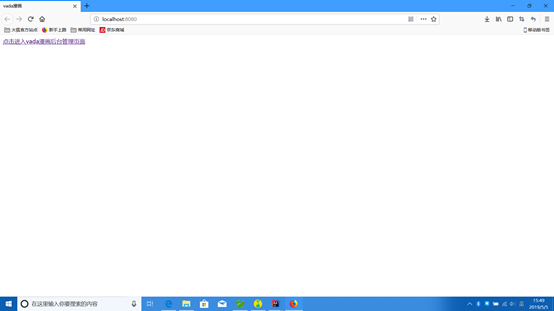 vada漫画
localhost:8080
火狐官方站点 新手上路 常用网址 京东商城 移动版书签
点击进入vada漫画后台管理页面
在这里输入你要搜索的内容
15:49
2019/5/5